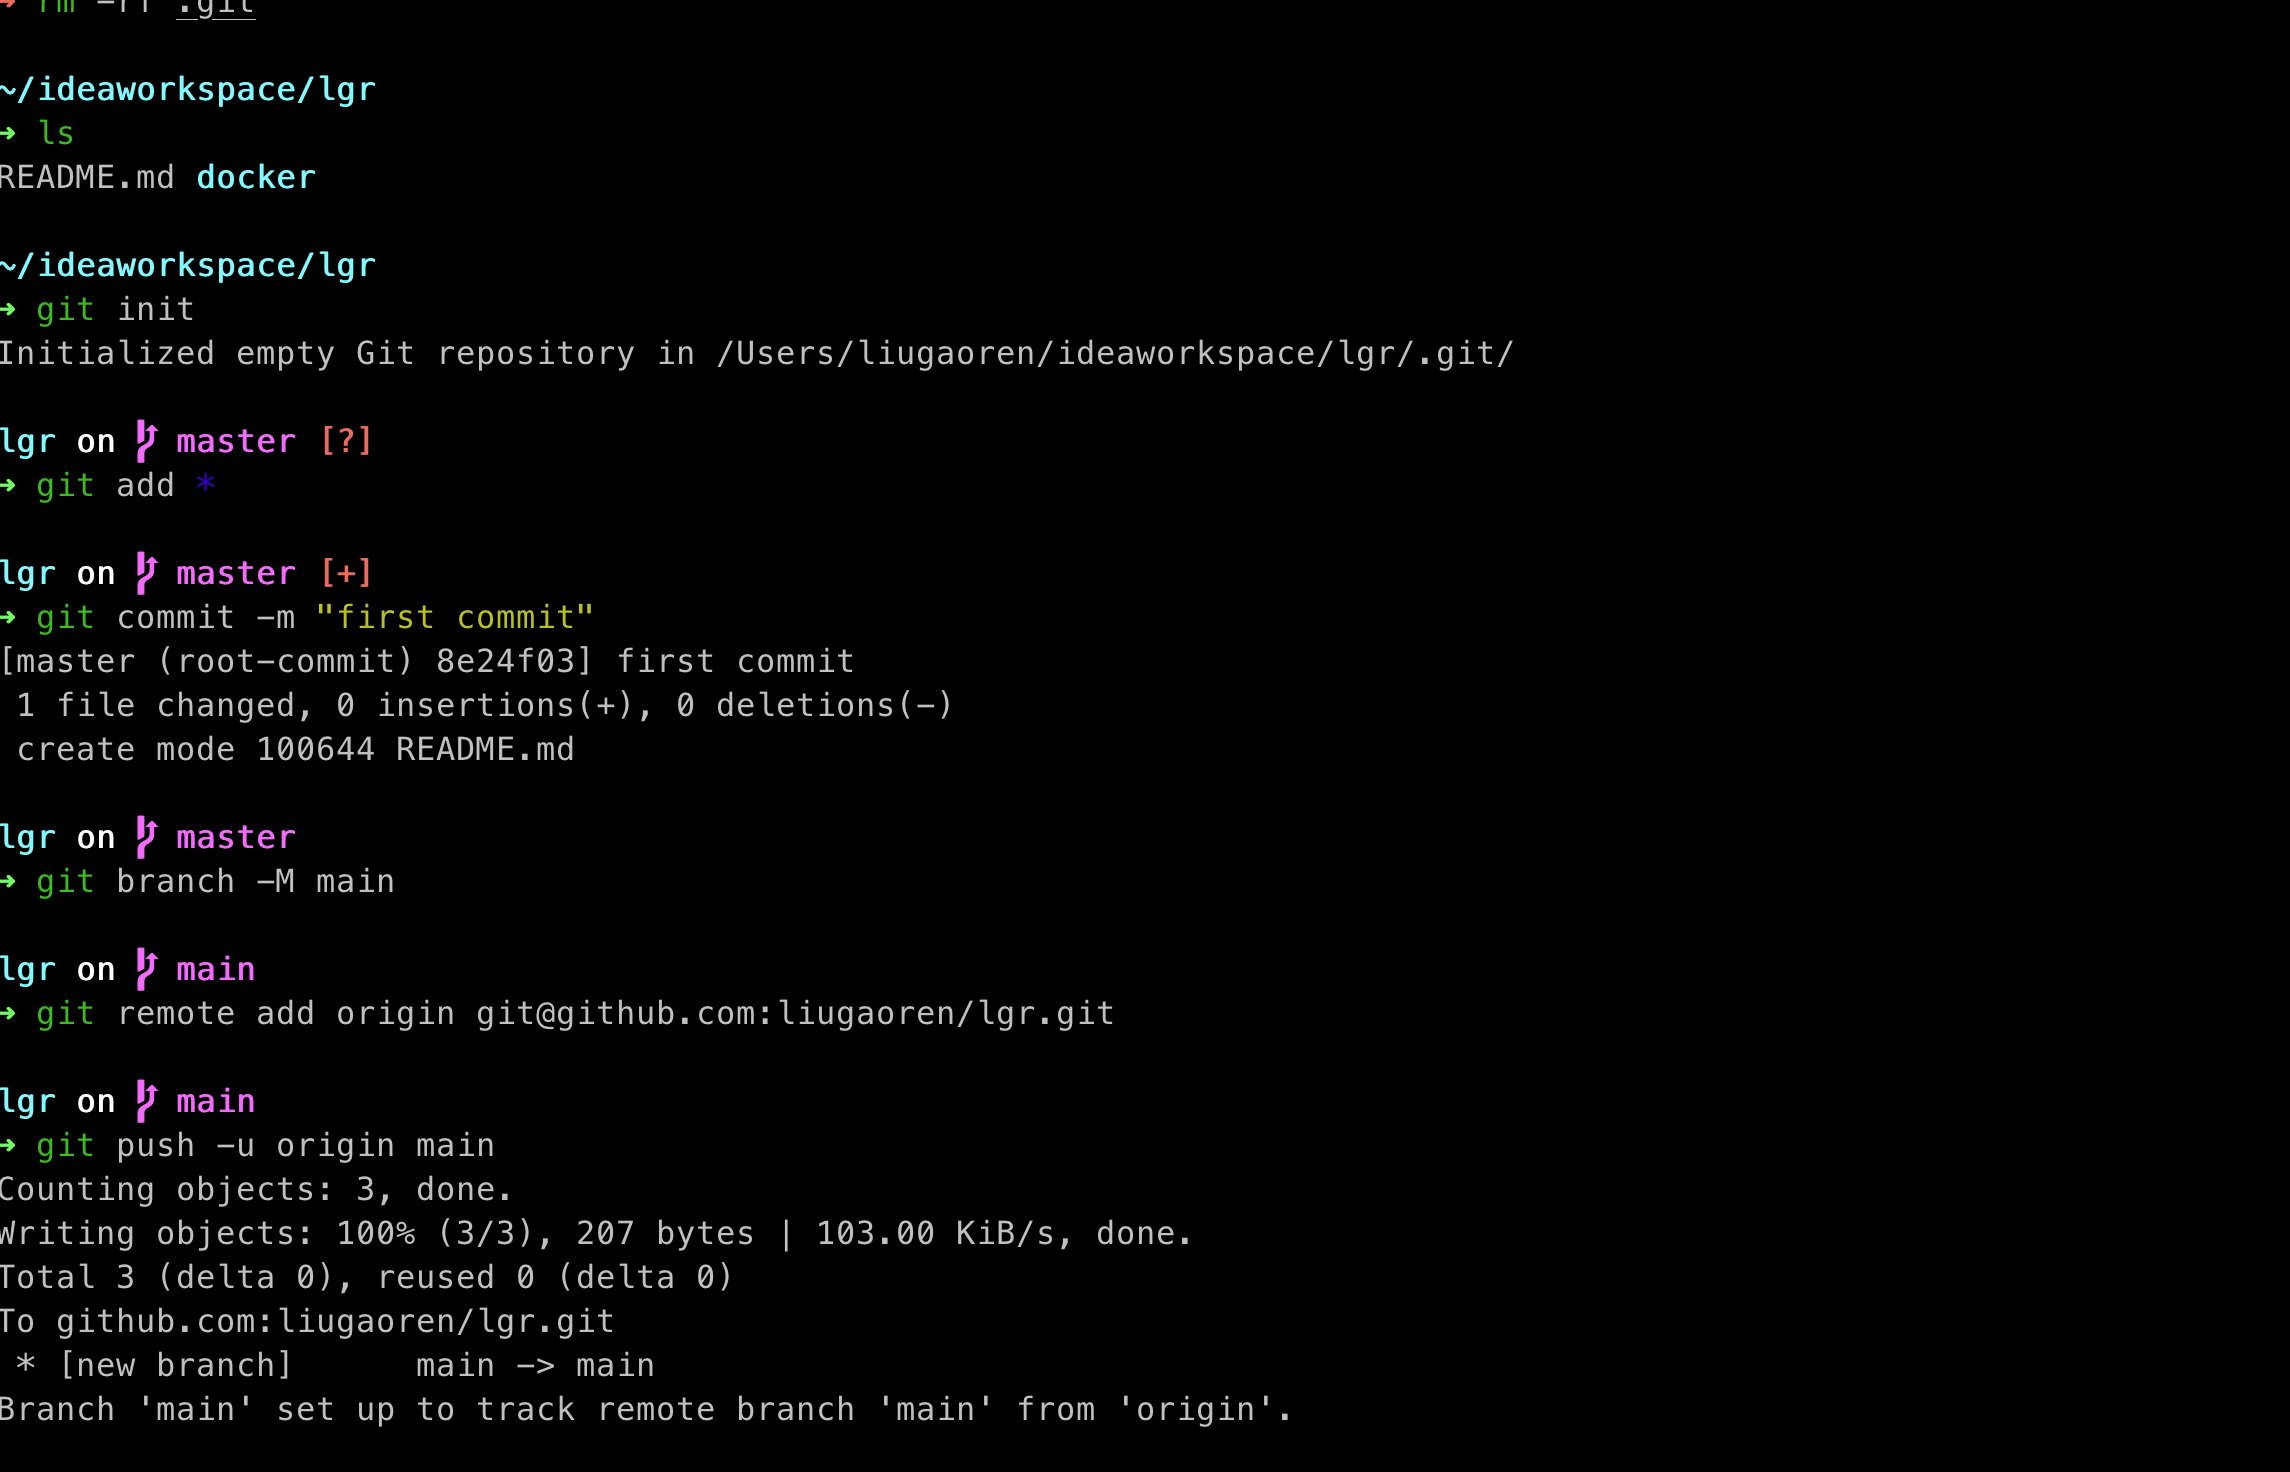 ➜ rm -rf .git
~/ideaworkspace/lgr
➜ ls
README.md docker
~/ideaworkspace/lgr
➜ git init
Initialized empty Git repository in /Users/liugaoren/ideaworkspace/lgr/.git/
lgr on master [?]
➜ git add *
lgr on master [+]
➜ git commit -m "first commit"
[master (root-commit) 8e24f03] first commit
1 file changed, 0 insertions(+), 0 deletions(-)
create mode 100644 README.md
lgr on master
➜ git branch -M main
lgr on main
➜ git remote add origin git@github.com:liugaoren/lgr.git
lgr on main
➜ git push -u origin main
Counting objects: 3, done.
Writing objects: 100% (3/3), 207 bytes | 103.00 KiB/s, done.
Total 3 (delta 0), reused 0 (delta 0)
To github.com:liugaoren/lgr.git
* [new branch]      main -> main
Branch 'main' set up to track remote branch 'main' from 'origin'.